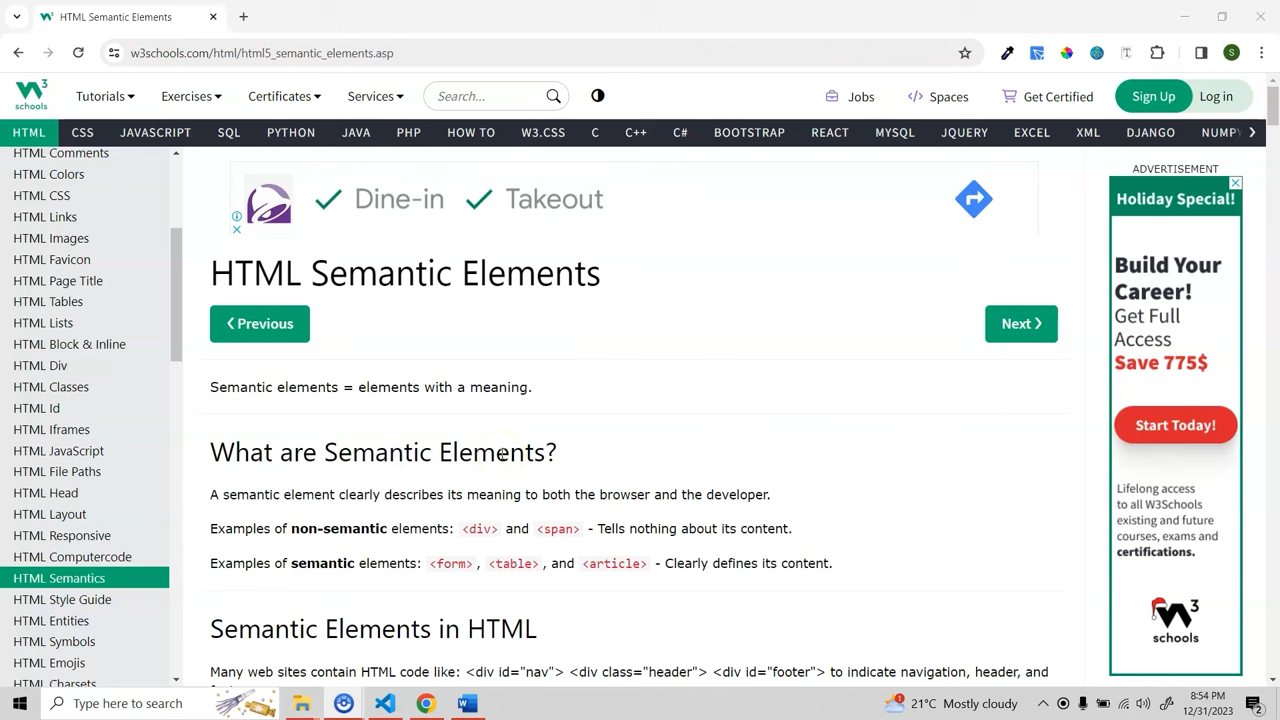 HTML Semantic Elements
w3schools.com/html/html5_semantic_elements.asp
S
W3 schools
Tutorials
Exercises
Certificates
Services
Search...
Jobs
Spaces
Get Certified
Sign Up
Log in
HTML CSS JAVASCRIPT SQL PYTHON JAVA PHP HOW TO W3.CSS C C++ C# BOOTSTRAP REACT MYSQL JQUERY EXCEL XML DJANGO NUMPY
HTML Comments
HTML Colors
HTML CSS
HTML Links
HTML Images
HTML Favicon
HTML Page Title
HTML Tables
HTML Lists
HTML Block & Inline
HTML Div
HTML Classes
HTML Id
HTML Iframes
HTML JavaScript
HTML File Paths
HTML Head
HTML Layout
HTML Responsive
HTML Computercode
HTML Semantics
HTML Style Guide
HTML Entities
HTML Symbols
HTML Emojis
HTML Charsets
Dine-in Takeout
HTML Semantic Elements
❮ Previous
Next ❯
Semantic elements = elements with a meaning.
What are Semantic Elements?
A semantic element clearly describes its meaning to both the browser and the developer.
Examples of non-semantic elements: <div> and <span> - Tells nothing about its content.
Examples of semantic elements: <form>, <table>, and <article> - Clearly defines its content.
Semantic Elements in HTML
Many web sites contain HTML code like: <div id="nav"> <div class="header"> <div id="footer"> to indicate navigation, header, and
ADVERTISEMENT
Holiday Special!
Build Your
Career!
Get Full
Access
Save 775$
Start Today!
Lifelong access
to all W3Schools
existing and future
courses, exams and
certifications.
W3
schools
Type here to search
1
21°C Mostly cloudy
8:54 PM
12/31/2023
2